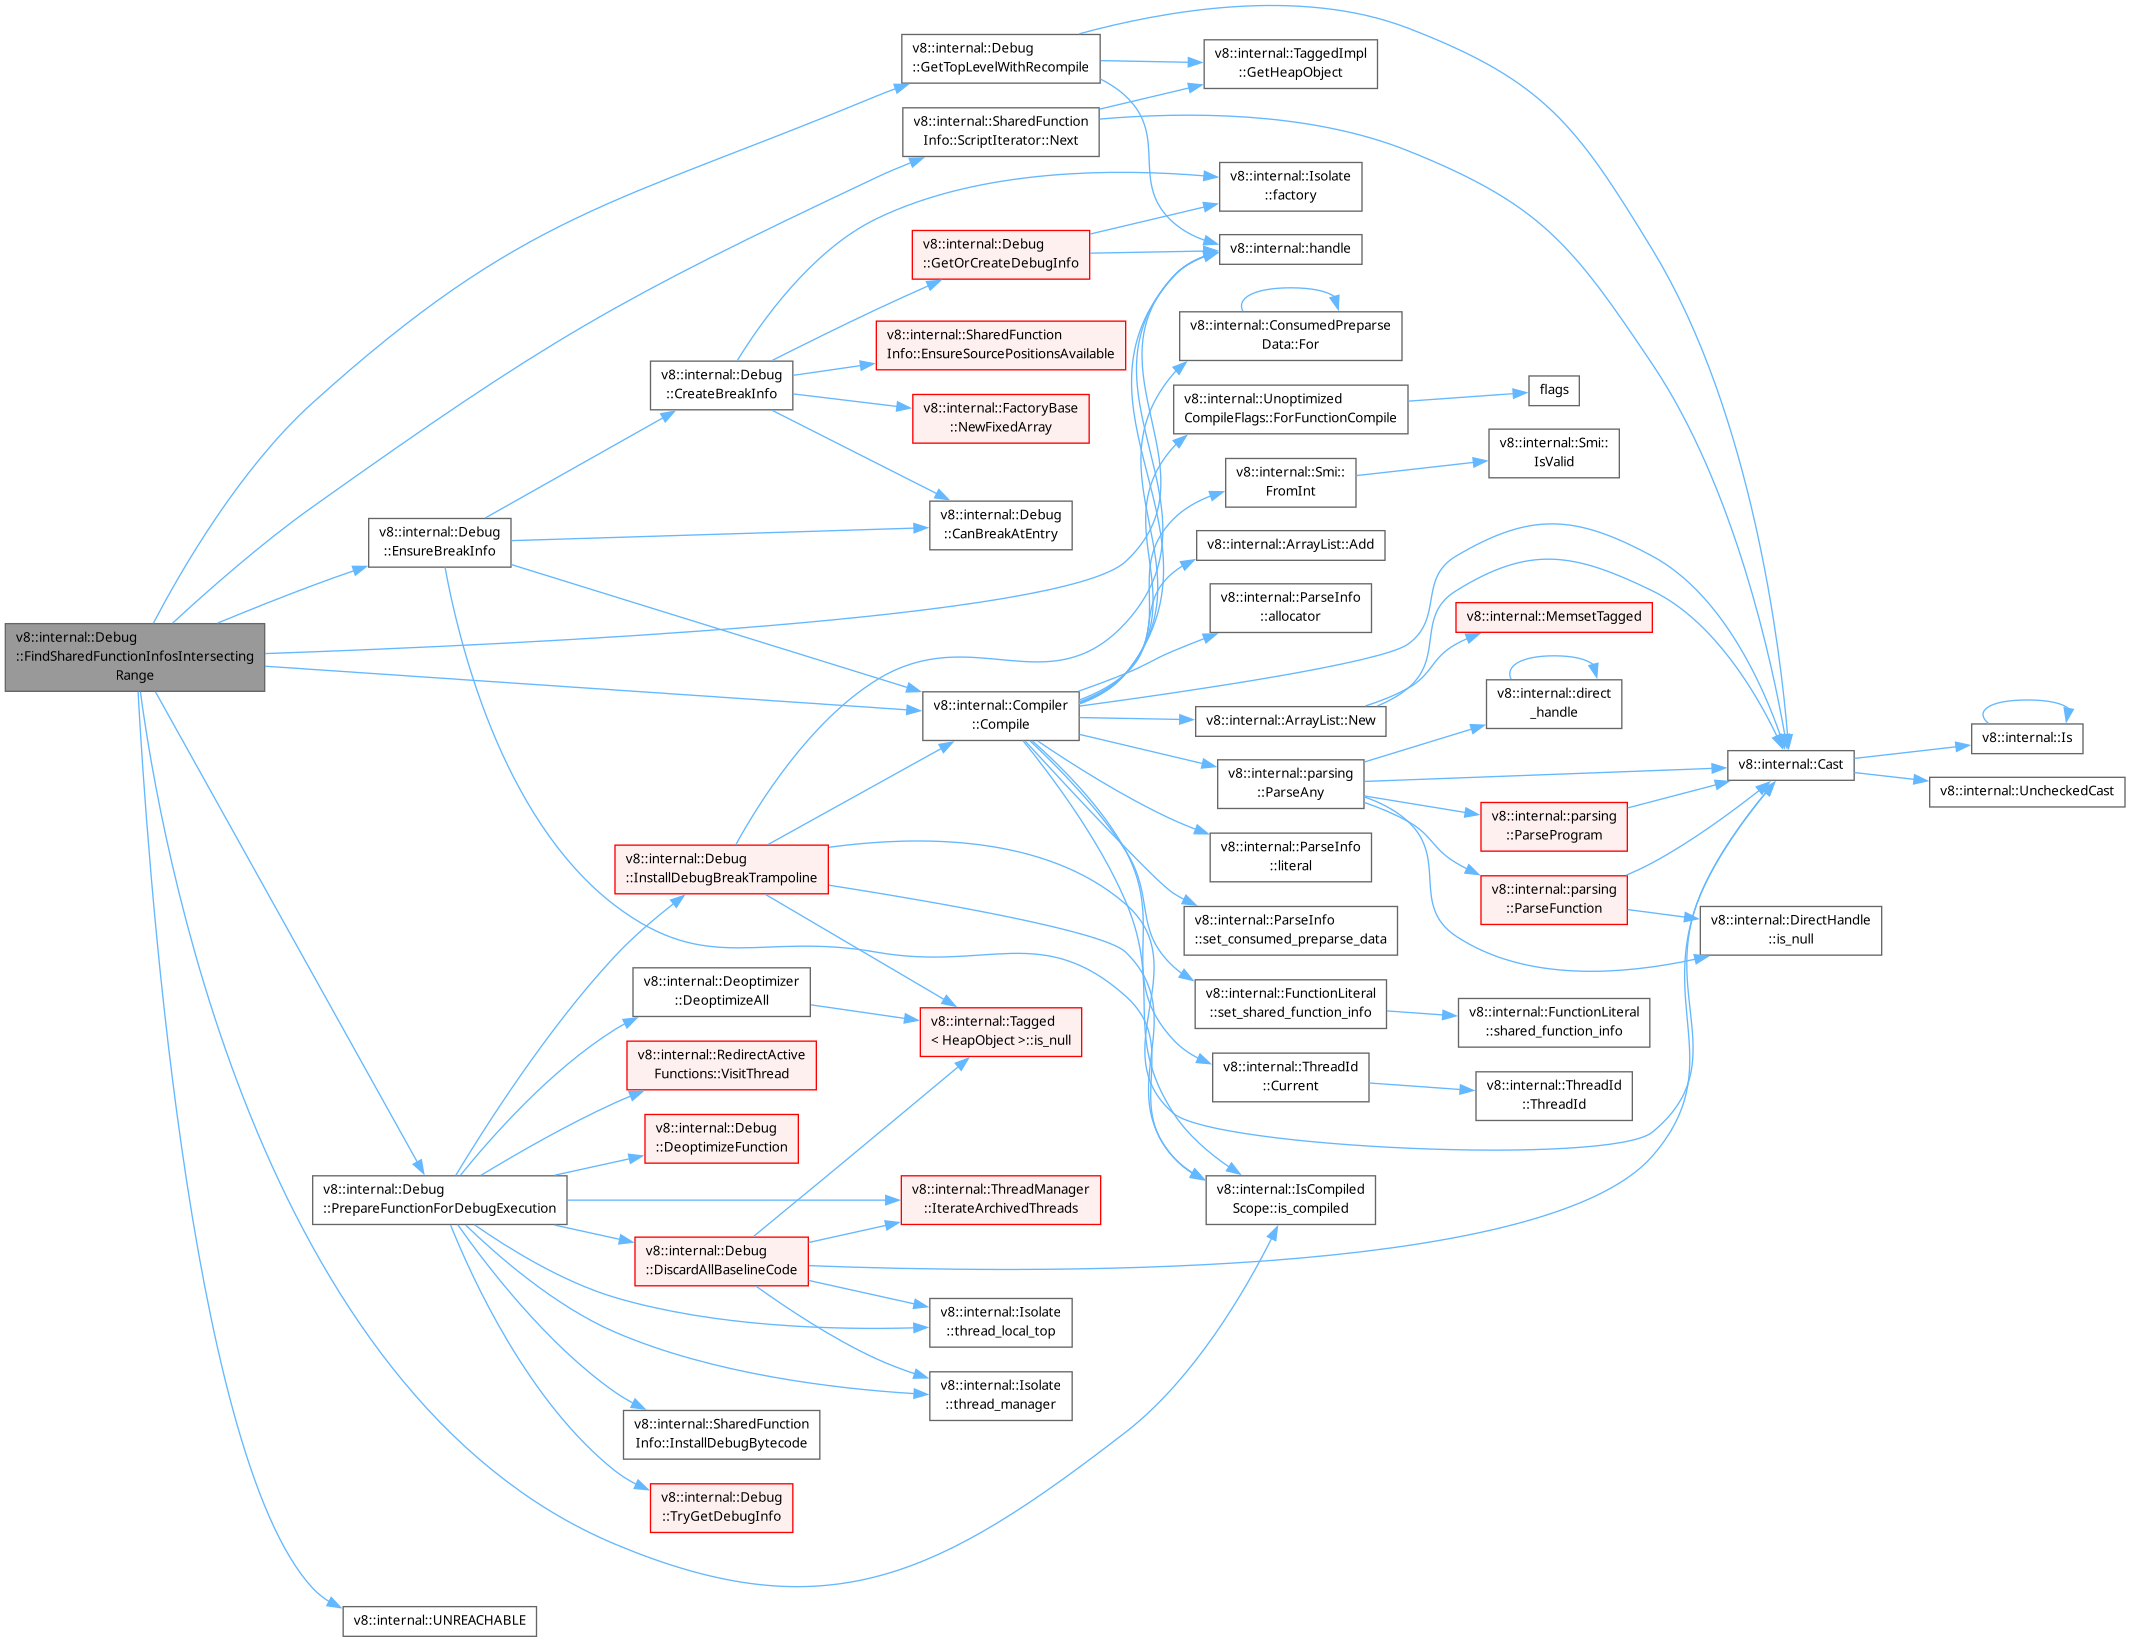 v8::internal::Debug
::GetTopLevelWithRecompile
v8::internal::TaggedImpl
::GetHeapObject
v8::internal::SharedFunction
Info::ScriptIterator::Next
v8::internal::Isolate
::factory
v8::internal::Debug
::GetOrCreateDebugInfo
v8::internal::handle
v8::internal::ConsumedPreparse
Data::For
v8::internal::SharedFunction
Info::EnsureSourcePositionsAvailable
v8::internal::Debug
::CreateBreakInfo
v8::internal::Unoptimized
CompileFlags::ForFunctionCompile
flags
v8::internal::FactoryBase
::NewFixedArray
v8::internal::Smi::
IsValid
v8::internal::Smi::
FromInt
v8::internal::Debug
::CanBreakAtEntry
v8::internal::Debug
::EnsureBreakInfo
v8::internal::ArrayList::Add
v8::internal::ParseInfo
::allocator
v8::internal::MemsetTagged
v8::internal::Debug
::FindSharedFunctionInfosIntersecting
Range
v8::internal::direct
_handle
v8::internal::Compiler
::Compile
v8::internal::ArrayList::New
v8::internal::Is
v8::internal::parsing
::ParseAny
v8::internal::Cast
v8::internal::UncheckedCast
v8::internal::parsing
::ParseProgram
v8::internal::ParseInfo
::literal
v8::internal::Debug
::InstallDebugBreakTrampoline
v8::internal::parsing
::ParseFunction
v8::internal::ParseInfo
::set_consumed_preparse_data
v8::internal::DirectHandle
::is_null
v8::internal::Deoptimizer
::DeoptimizeAll
v8::internal::FunctionLiteral
::set_shared_function_info
v8::internal::FunctionLiteral
::shared_function_info
v8::internal::Tagged
< HeapObject >::is_null
v8::internal::RedirectActive
Functions::VisitThread
v8::internal::ThreadId
::Current
v8::internal::ThreadId
::ThreadId
v8::internal::Debug
::DeoptimizeFunction
v8::internal::Debug
::PrepareFunctionForDebugExecution
v8::internal::ThreadManager
::IterateArchivedThreads
v8::internal::IsCompiled
Scope::is_compiled
v8::internal::Debug
::DiscardAllBaselineCode
v8::internal::Isolate
::thread_local_top
v8::internal::Isolate
::thread_manager
v8::internal::SharedFunction
Info::InstallDebugBytecode
v8::internal::Debug
::TryGetDebugInfo
v8::internal::UNREACHABLE